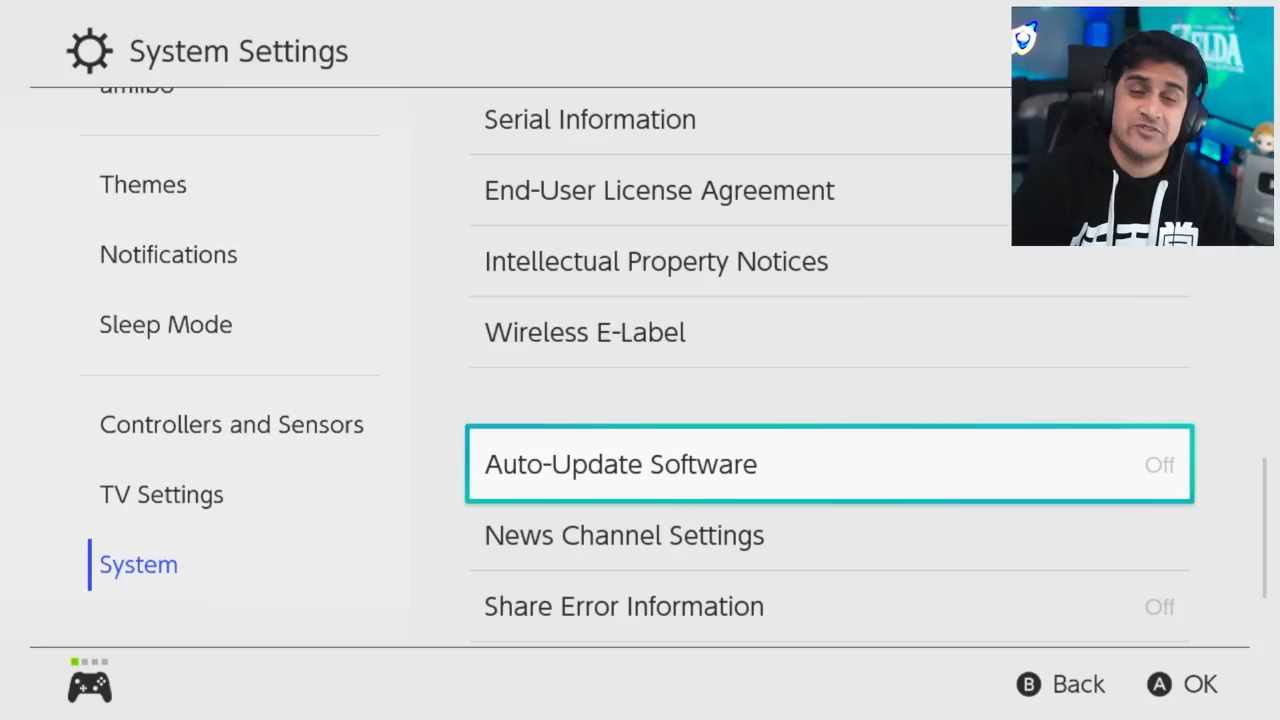 System Settings
amiibo
Themes
Notifications
Sleep Mode
Controllers and Sensors
TV Settings
System
Serial Information
End-User License Agreement
Intellectual Property Notices
Wireless E-Label
Auto-Update Software Off
News Channel Settings
Share Error Information Off
ZELDA
B Back
A OK